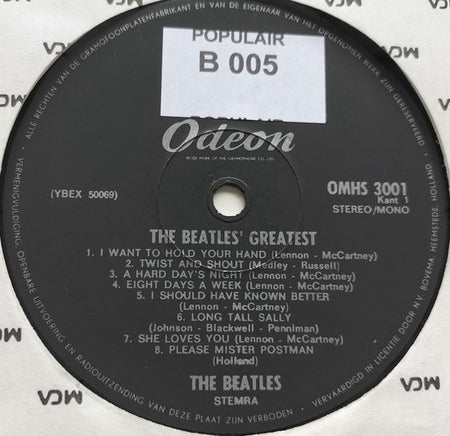 POPULAIR
B 005
Odeon
TRADE MARK OF THE GRAMOPHONE CO. LTD.
(YBEX 50069)
OMHS 3001
Kant 1
STEREO/MONO
THE BEATLES' GREATEST
1. I WANT TO HOLD YOUR HAND (Lennon - McCartney)
2. TWIST AND SHOUT (Medley - Russell)
3. A HARD DAY'S NIGHT (Lennon - McCartney)
4. EIGHT DAYS A WEEK (Lennon - McCartney)
5. I SHOULD HAVE KNOWN BETTER
(Lennon - McCartney)
6. LONG TALL SALLY
(Johnson - Blackwell - Penniman)
7. SHE LOVES YOU (Lennon - McCartney)
8. PLEASE MISTER POSTMAN
(Holland)
THE BEATLES
STEMRA
ALLE RECHTEN VAN DE GRAMOFOONPLATENFABRIKANT EN VAN DE EIGENAAR VAN HET OPGENOMEN WERK ZIJN GERESERVEERD
VERMENIGVULDIGING, OPENBARE UITVOERING EN RADIOUITZENDING VAN DEZE PLAAT ZIJN VERBODEN · VERVAARDIGD IN LICENTIE DOOR N.V. BOVEMA HEEMSTEDE, HOLLAND
MCA
MCA
MCA
MCA
MCA
MCA